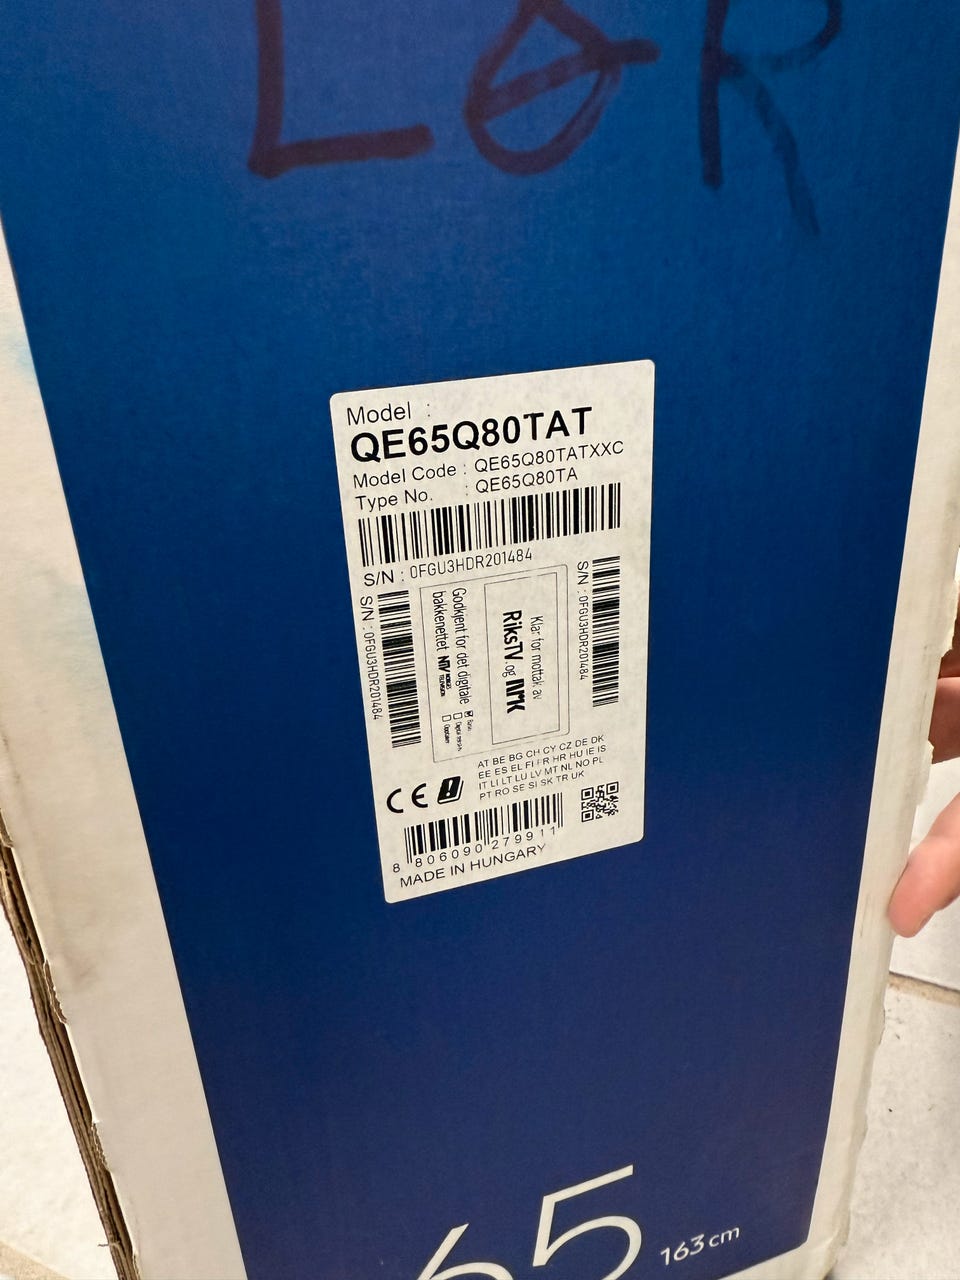 LØR
Model :
QE65Q80TAT
Model Code : QE65Q80TATXXC
Type No. : QE65Q80TA
S/N : 0FGU3HDR201484
S/N : 0FGU3HDR201484
S/N : 0FGU3HDR201484
Klar for mottak av
RiksTV og NRK
Godkjent for det digitale
bakkenettet NTV
AT BE BG CH CY CZ DE DK
EE ES EL FI FR HR HU IE IS
IT LI LT LU LV MT NL NO PL
PT RO SE SI SK TR UK
CE
8 806090 279911
MADE IN HUNGARY
65
163cm